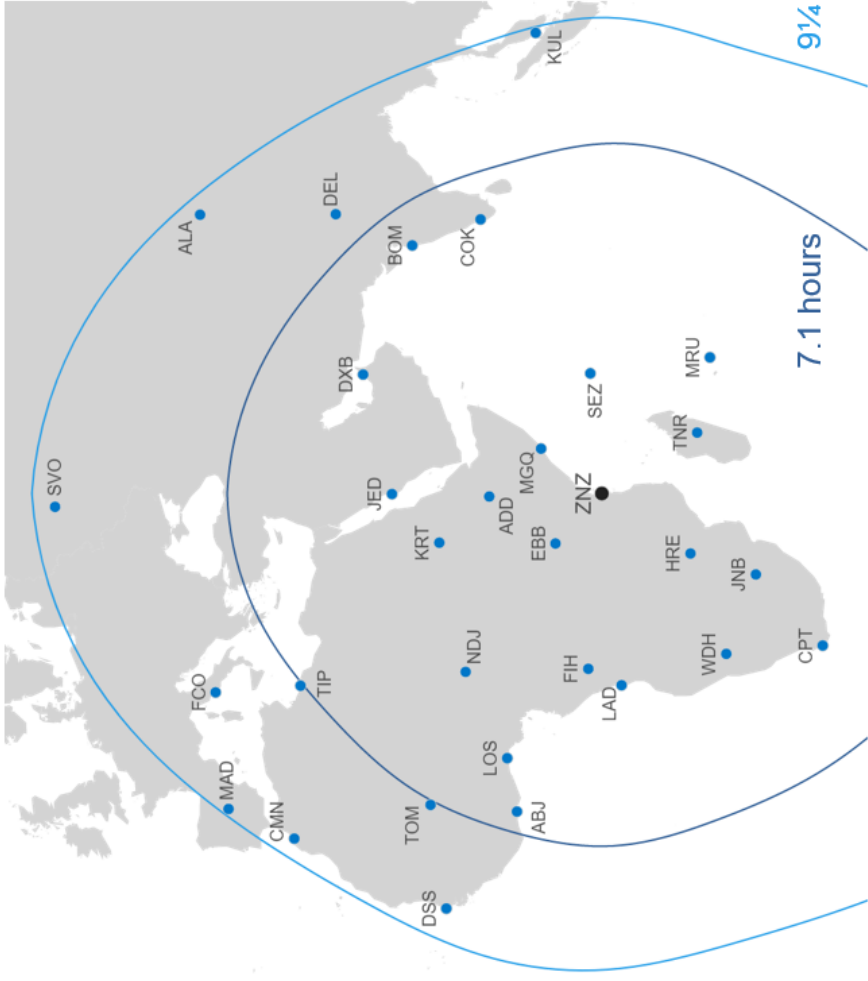 SVO
KUL
9¼
ALA
DEL
BOM
COK
FCO
MAD
TIP
CMN
DXB
JED
KRT
ADD
MGQ
SEZ
MRU
7.1 hours
TNR
ZNZ
EBB
NDJ
TOM
DSS
LOS
ABJ
FIH
LAD
HRE
JNB
WDH
CPT